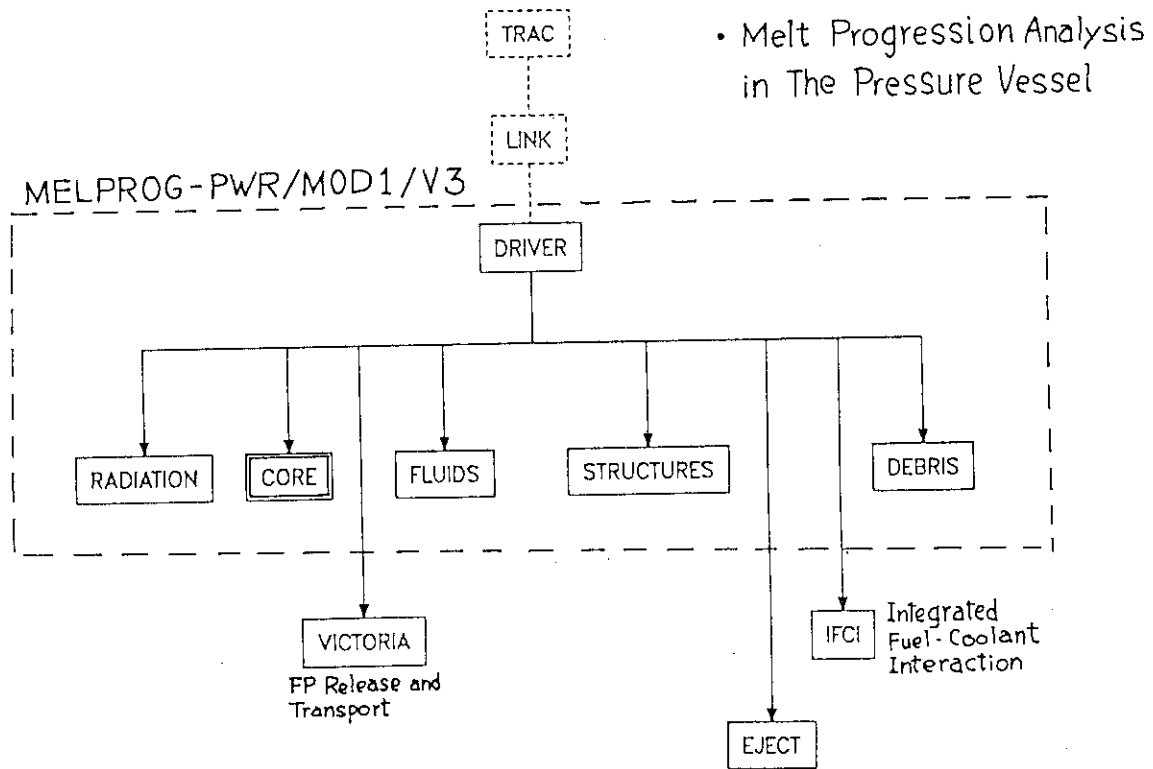 TRAC
• Melt Progression Analysis
in The Pressure Vessel
LINK
MELPROG-PWR/MOD1/V3
DRIVER
RADIATION
CORE
FLUIDS
STRUCTURES
DEBRIS
VICTORIA
FP Release and
Transport
IFCI
Integrated
Fuel-Coolant
Interaction
EJECT